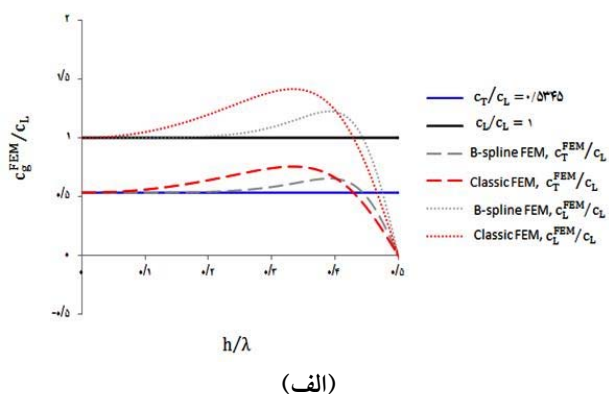 ۲
۱/۵
۱
۰/۵
۰
-۰/۵
c_g^FEM/c_L
۰
۰/۱
۰/۲
۰/۳
۰/۴
۰/۵
h/λ
c_T/c_L = ۰/۵۳۴۵
c_L/c_L = ۱
B-spline FEM, c_T^FEM/c_L
Classic FEM, c_T^FEM/c_L
B-spline FEM, c_L^FEM/c_L
Classic FEM, c_L^FEM/c_L
(الف)